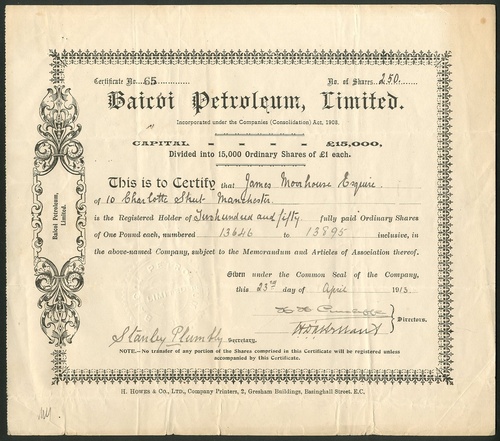 Certificate No. 65
No. of Shares 250
Baicoi Petroleum, Limited.
Incorporated under the Companies (Consolidation) Act, 1908.
CAPITAL - - - - £15,000,
Divided into 15,000 Ordinary Shares of £1 each.
Baicoi Petroleum,
Limited.
This is to Certify that James Moorhouse Esquire
of 10 Charlotte Street Manchester
is the Registered Holder of Two hundred and fifty fully paid Ordinary Shares
of One Pound each, numbered 13646 to 13895 inclusive, in
the above-named Company, subject to the Memorandum and Articles of Association thereof.
Given under the Common Seal of the Company,
this 23rd day of April 1913.
Directors.
Stanley Plumbly Secretary.
NOTE.—No transfer of any portion of the Shares comprised in this Certificate will be registered unless
accompanied by this Certificate.
H. Howes & Co., Ltd., Company Printers, 2, Gresham Buildings, Basinghall Street, E.C.